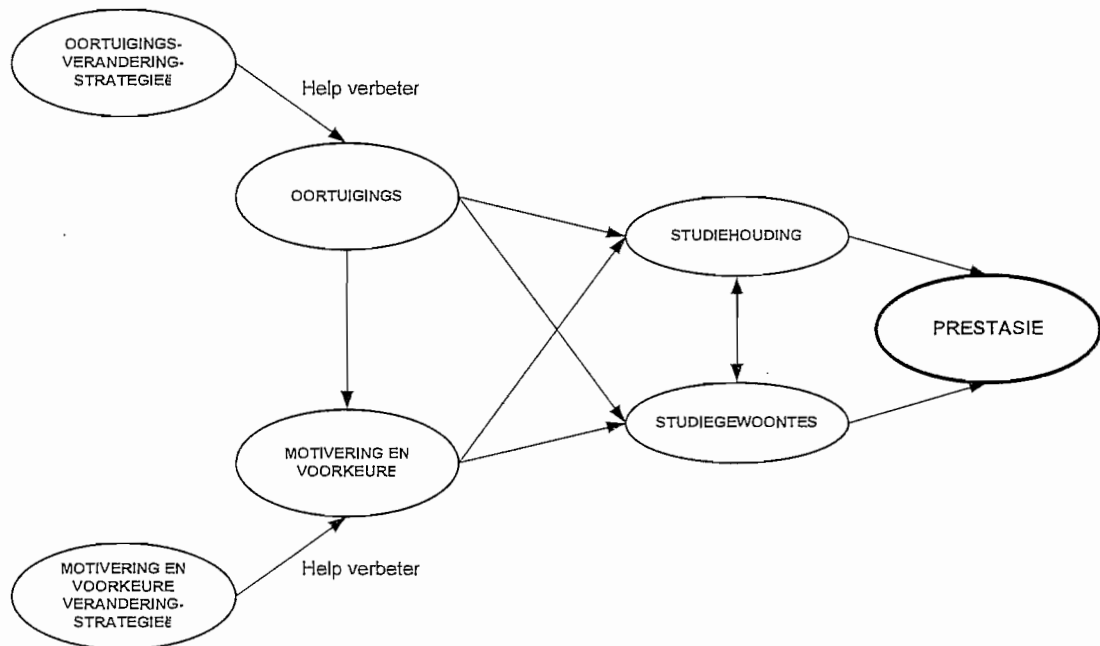 OORTUIGINGS-
VERANDERING-
STRATEGIEË
Help verbeter
OORTUIGINGS
STUDIEHOUDING
PRESTASIE
STUDIEGEWOONTES
MOTIVERING EN
VOORKEURE
Help verbeter
MOTIVERING EN
VOORKEURE
VERANDERING-
STRATEGIEË